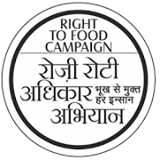 RIGHT
TO FOOD
CAMPAIGN
रोज़ी रोटी
अधिकार भूख से मुक्त
हर इन्सान
अभियान